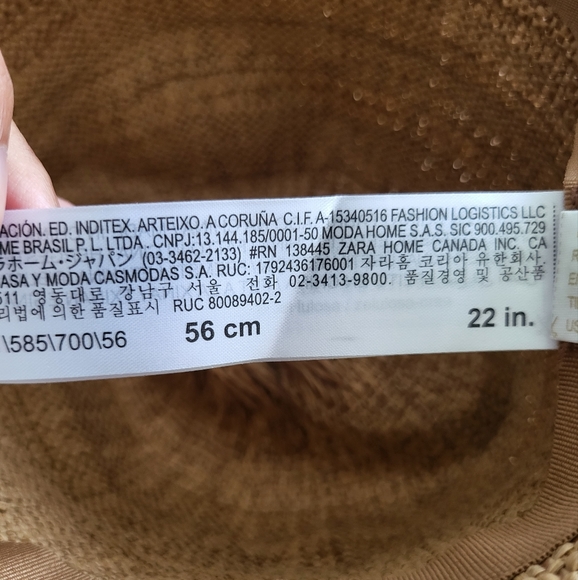 ACIÓN. ED. INDITEX. ARTEIXO. A CORUÑA C.I.F. A-15340516 FASHION LOGISTICS LLC
ME BRASIL P. L. LTDA . CNPJ:13.144.185/0001-50 MODA HOME S.A.S. SIC 900.495.729
ラホーム・ジャパン (03-3462-2133) #RN 138445 ZARA HOME CANADA INC. CA
ASA Y MODA CASMODAS S.A. RUC: 1792436176001 자라홈 코리아 유한회사.
511 영동대로 강남구 서울 전화 02-3413-9800. 품질경영 및 공산품
리법에 의한 품질표시 RUC 80089402-2
\585\700\56
56 cm
22 in.